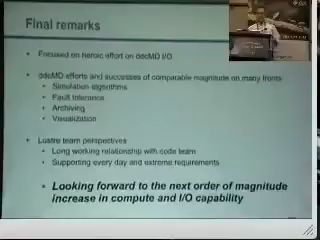 Final remarks
Focused on heroic effort on ddcMD I/O
ddcMD efforts and successes of comparable magnitude on many fronts
Simulation algorithms
Fault tolerance
Archiving
Visualization
Lustre team perspectives
Long working relationship with code team
Supporting every day and extreme requirements
Looking forward to the next order of magnitude
increase in compute and I/O capability